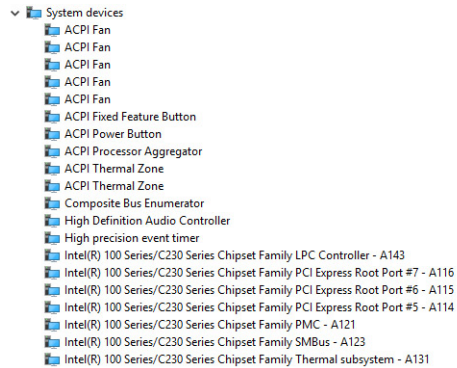 System devices
ACPI Fan
ACPI Fan
ACPI Fan
ACPI Fan
ACPI Fan
ACPI Fixed Feature Button
ACPI Power Button
ACPI Processor Aggregator
ACPI Thermal Zone
ACPI Thermal Zone
Composite Bus Enumerator
High Definition Audio Controller
High precision event timer
Intel(R) 100 Series/C230 Series Chipset Family LPC Controller - A143
Intel(R) 100 Series/C230 Series Chipset Family PCI Express Root Port #7 - A116
Intel(R) 100 Series/C230 Series Chipset Family PCI Express Root Port #6 - A115
Intel(R) 100 Series/C230 Series Chipset Family PCI Express Root Port #5 - A114
Intel(R) 100 Series/C230 Series Chipset Family PMC - A121
Intel(R) 100 Series/C230 Series Chipset Family SMBus - A123
Intel(R) 100 Series/C230 Series Chipset Family Thermal subsystem - A131